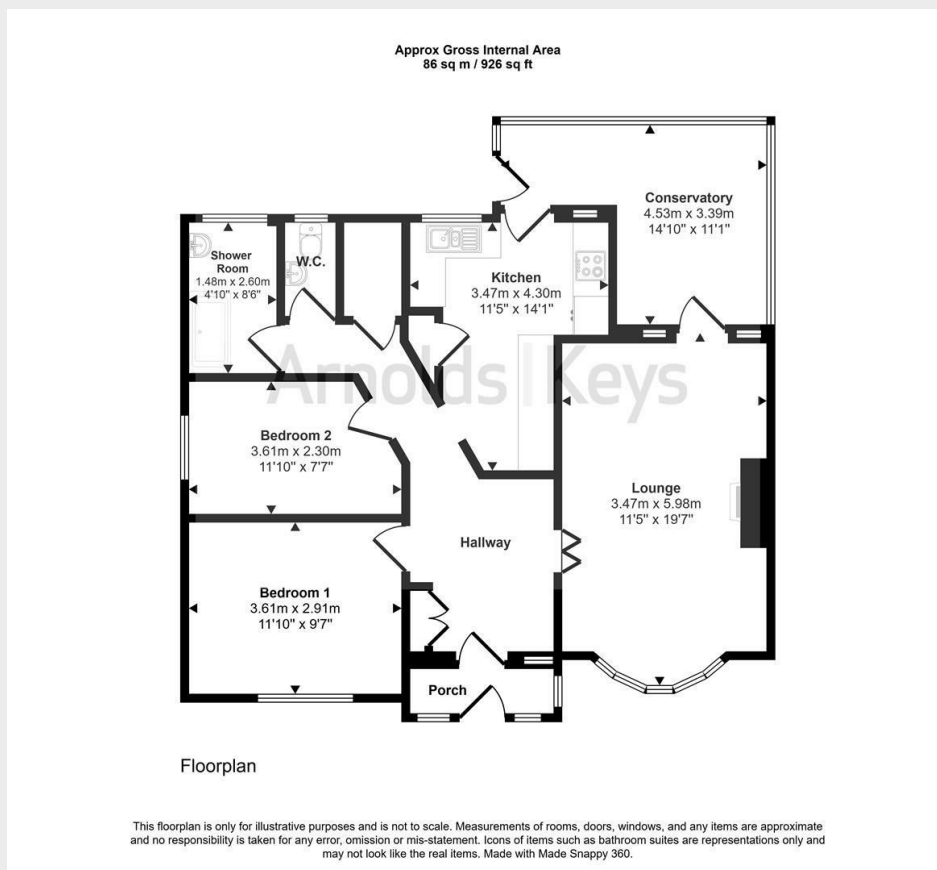 Approx Gross Internal Area
86 sq m / 926 sq ft
Conservatory
4.53m x 3.39m
14'10" x 11'1"
Shower
Room
1.48m x 2.60m
4'10" x 8'6"
W.C.
Kitchen
3.47m x 4.30m
11'5" x 14'1"
Arnolds | Keys
Bedroom 2
3.61m x 2.30m
11'10" x 7'7"
Lounge
3.47m x 5.98m
11'5" x 19'7"
Hallway
Bedroom 1
3.61m x 2.91m
11'10" x 9'7"
Porch
Floorplan
This floorplan is only for illustrative purposes and is not to scale. Measurements of rooms, doors, windows, and any items are approximate
and no responsibility is taken for any error, omission or mis-statement. Icons of items such as bathroom suites are representations only and
may not look like the real items. Made with Made Snappy 360.